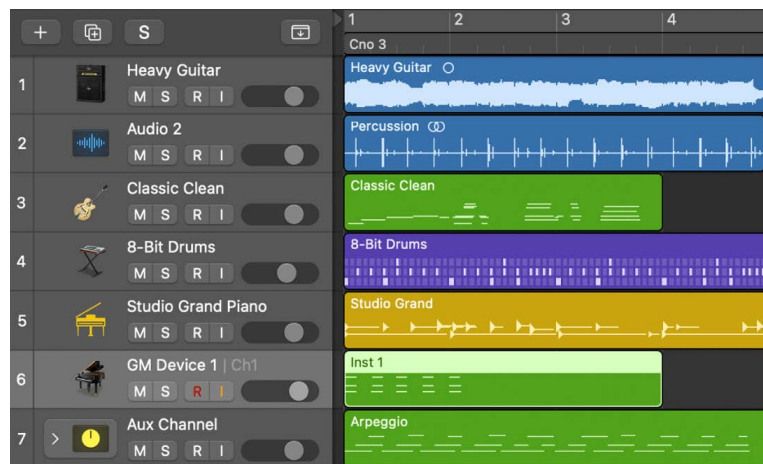 S
1 2 3 4
Cno 3
1 Heavy Guitar
M S R I
Heavy Guitar
2 Audio 2
M S R I
Percussion
3 Classic Clean
M S R I
Classic Clean
4 8-Bit Drums
M S R I
8-Bit Drums
5 Studio Grand Piano
M S R I
Studio Grand
6 GM Device 1 | Ch1
M S R I
Inst 1
7 Aux Channel
M S R I
Arpeggio